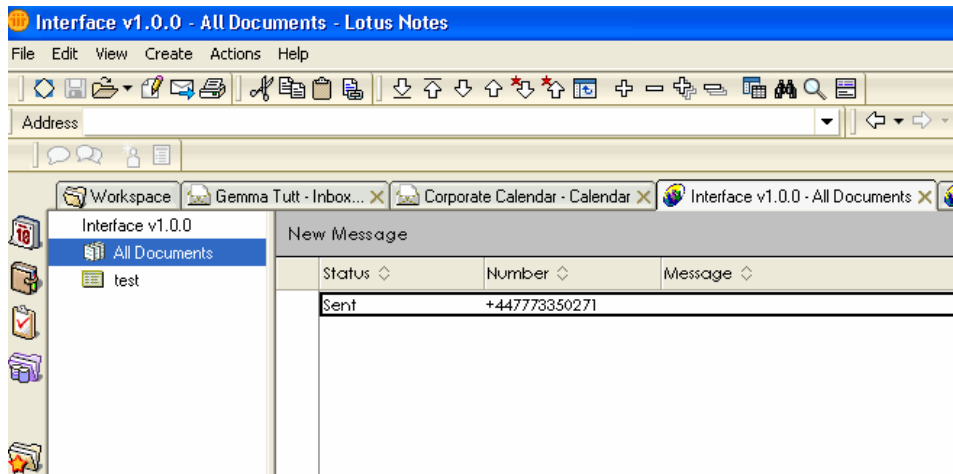 Interface v1.0.0 - All Documents - Lotus Notes
File Edit View Create Actions Help
Address
Workspace Gemma Tutt - Inbox... Corporate Calendar - Calendar Interface v1.0.0 - All Documents
Interface v1.0.0
All Documents
test
New Message
Status Number Message
Sent +447773350271